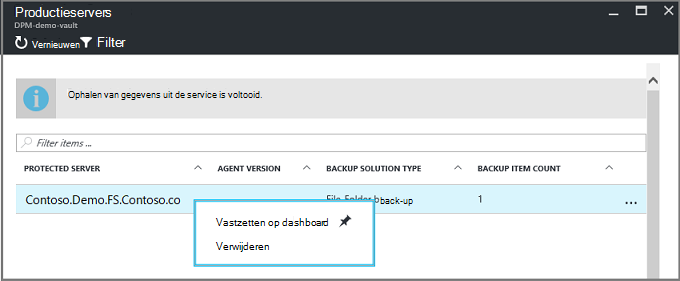 Productieservers
DPM-demo-vault
Vernieuwen Filter
Ophalen van gegevens uit de service is voltooid.
Filter items ...
PROTECTED SERVER AGENT VERSION BACKUP SOLUTION TYPE BACKUP ITEM COUNT
Contoso.Demo.FS.Contoso.co File-Folder back-up 1 ...
Vastzetten op dashboard
Verwijderen